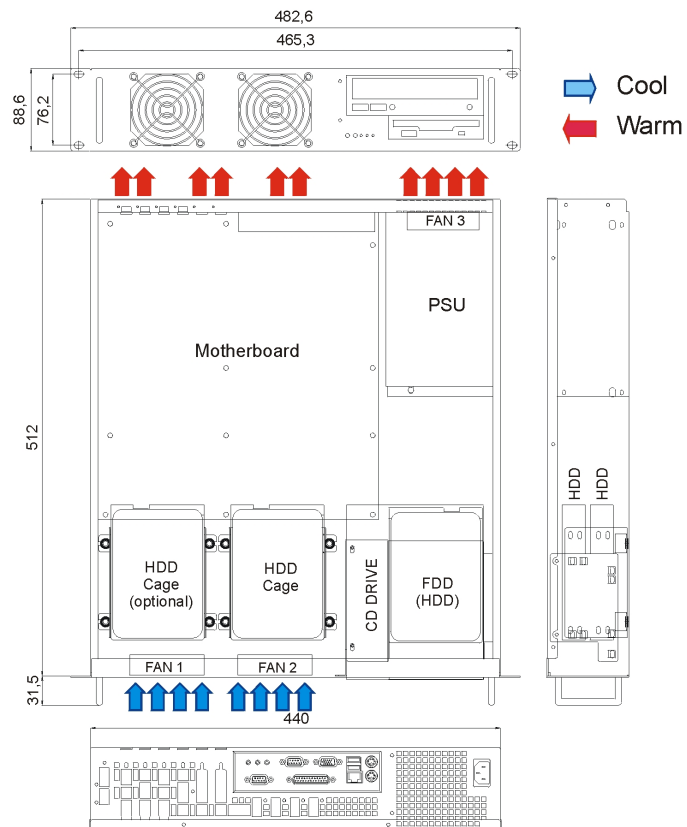 482,6
465,3
88,6
76,2
Cool
Warm
FAN 3
PSU
Motherboard
512
HDD
HDD
HDD
Cage
(optional)
HDD
Cage
CD DRIVE
FDD
(HDD)
FAN 1
FAN 2
31,5
440